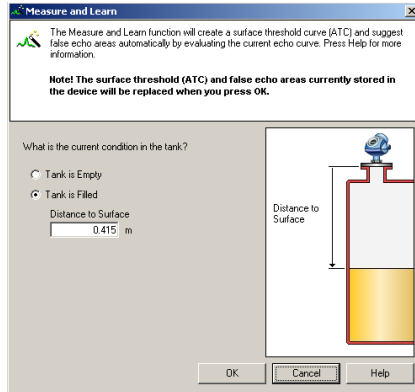 Measure and Learn
The Measure and Learn function will create a surface threshold curve (ATC) and suggest
false echo areas automatically by evaluating the current echo curve. Press Help for more
information.
Note! The surface threshold (ATC) and false echo areas currently stored in
the device will be replaced when you press OK.
What is the current condition in the tank?
Tank is Empty
Tank is Filled
Distance to Surface
0.415 m
Distance to
Surface
OK
Cancel
Help